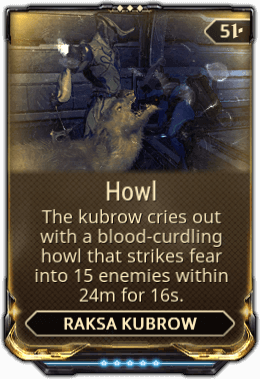 51
Howl
The kubrow cries out
with a blood-curdling
howl that strikes fear
into 15 enemies within
24m for 16s.
RAKSA KUBROW